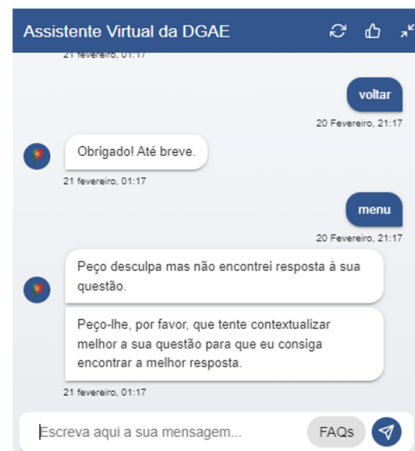 Assistente Virtual da DGAE
21 fevereiro, 01:17
voltar
20 Fevereiro, 21:17
Obrigado! Até breve.
21 fevereiro, 01:17
menu
20 Fevereiro, 21:17
Peço desculpa mas não encontrei resposta à sua
questão.
Peço-lhe, por favor, que tente contextualizar
melhor a sua questão para que eu consiga
encontrar a melhor resposta.
21 fevereiro, 01:17
Escreva aqui a sua mensagem...
FAQs